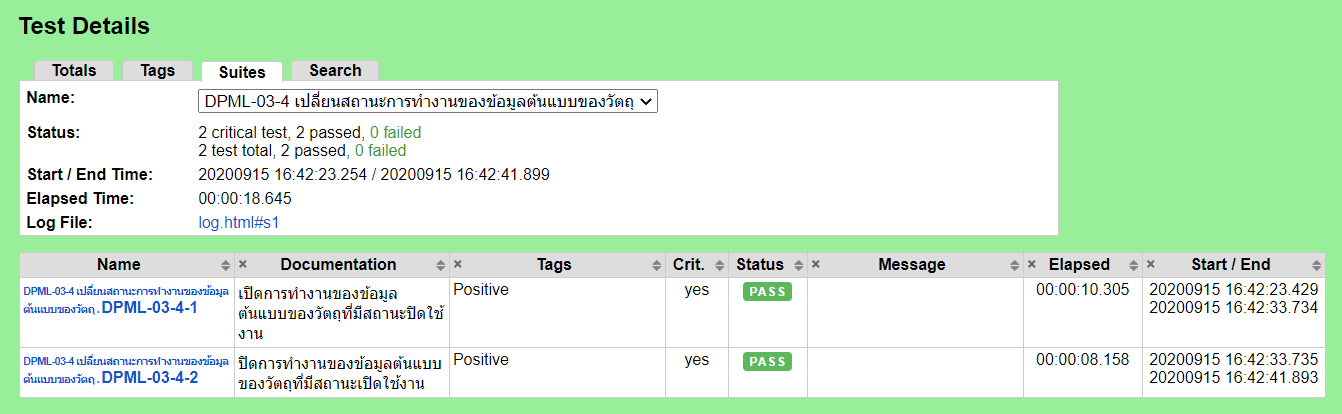 Test Details
Totals Tags Suites Search
Name: DPML-03-4 เปลี่ยนสถานะการทำงานของข้อมูลต้นแบบของวัตถุ
Status: 2 critical test, 2 passed, 0 failed
2 test total, 2 passed, 0 failed
Start / End Time: 20200915 16:42:23.254 / 20200915 16:42:41.899
Elapsed Time: 00:00:18.645
Log File: log.html#s1
Name × Documentation × Tags Crit. Status × Message × Elapsed × Start / End
DPML-03-4 เปลี่ยนสถานะการทำงานของข้อมูล
ต้นแบบของวัตถุ . DPML-03-4-1
เปิดการทำงานของข้อมูล
ต้นแบบของวัตถุที่มีสถานะปิดใช้
งาน
Positive
yes
PASS
00:00:10.305
20200915 16:42:23.429
20200915 16:42:33.734
DPML-03-4 เปลี่ยนสถานะการทำงานของข้อมูล
ต้นแบบของวัตถุ . DPML-03-4-2
ปิดการทำงานของข้อมูลต้นแบบ
ของวัตถุที่มีสถานะเปิดใช้งาน
Positive
yes
PASS
00:00:08.158
20200915 16:42:33.735
20200915 16:42:41.893